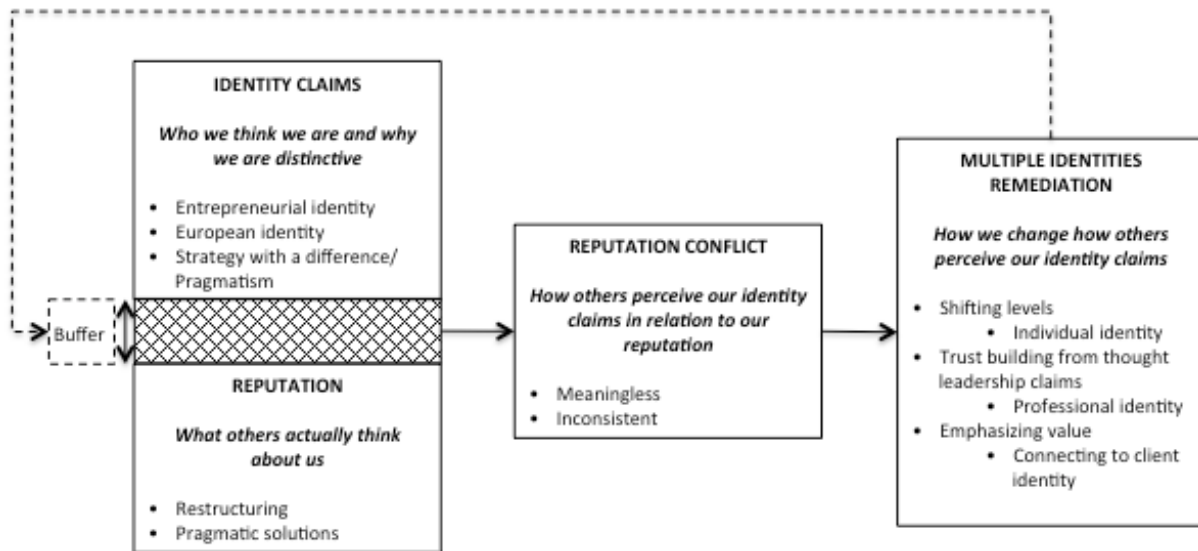 IDENTITY CLAIMS
Who we think we are and why
we are distinctive
• Entrepreneurial identity
• European identity
• Strategy with a difference/
Pragmatism
Buffer
REPUTATION
What others actually think
about us
• Restructuring
• Pragmatic solutions
REPUTATION CONFLICT
How others perceive our identity
claims in relation to our
reputation
• Meaningless
• Inconsistent
MULTIPLE IDENTITIES
REMEDIATION
How we change how others
perceive our identity claims
• Shifting levels
• Individual identity
• Trust building from thought
leadership claims
• Professional identity
• Emphasizing value
• Connecting to client
identity